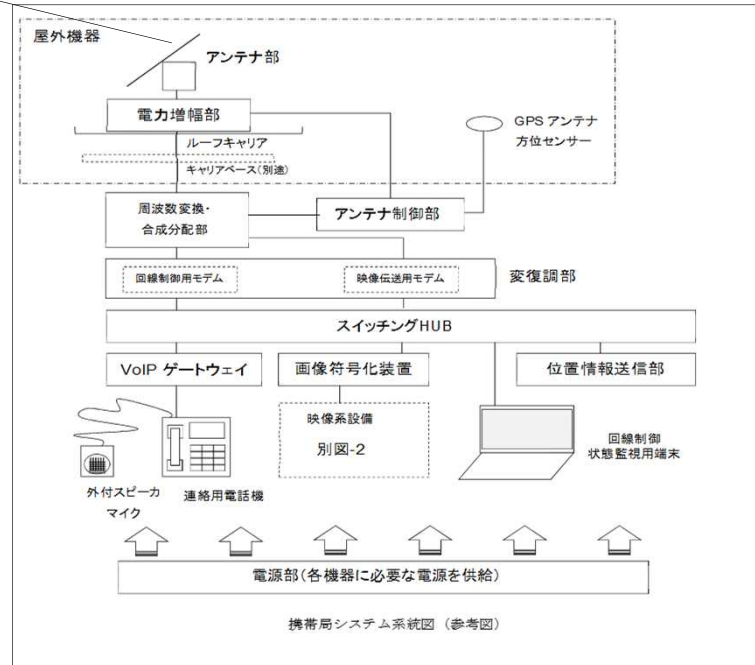 屋外機器
アンテナ部
電力増幅部
GPS アンテナ
方位センサー
ルーフキャリア
キャリアベース(別途)
周波数変換・
合成分配部
アンテナ制御部
回線制御用モデム
映像伝送用モデム
変復調部
スイッチングHUB
VoIP ゲートウェイ
画像符号化装置
位置情報送信部
映像系設備
別図-2
回線制御
状態監視用端末
外付スピーカ
マイク
連絡用電話機
電源部(各機器に必要な電源を供給)
携帯局システム系統図 (参考図)